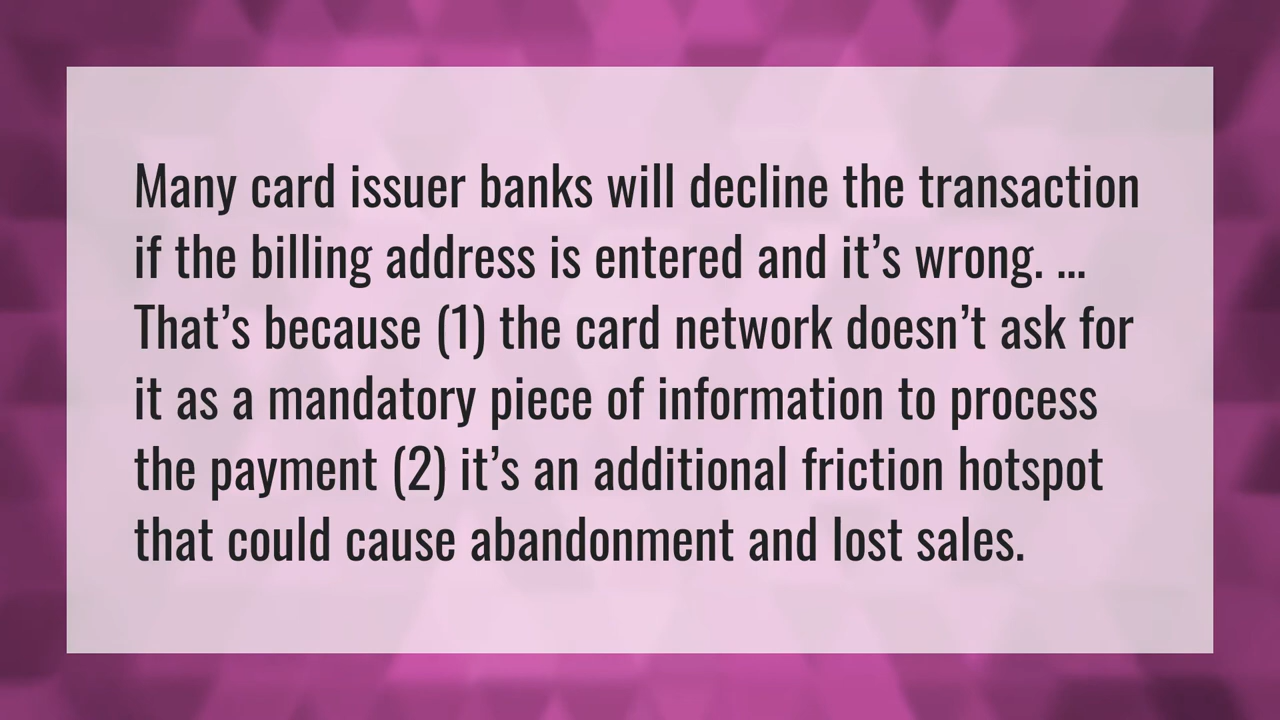 Many card issuer banks will decline the transaction
if the billing address is entered and it’s wrong. ...
That’s because (1) the card network doesn’t ask for
it as a mandatory piece of information to process
the payment (2) it’s an additional friction hotspot
that could cause abandonment and lost sales.